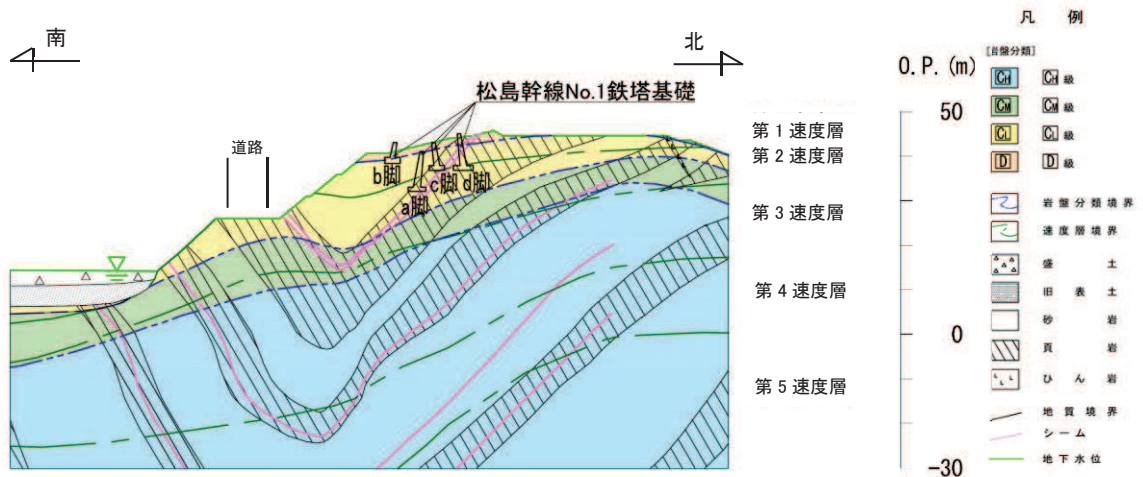 南
北
松島幹線No.1鉄塔基礎
道路
b脚
c脚
d脚
a脚
第1速度層
第2速度層
第3速度層
第4速度層
第5速度層
O.P.(m)
50
0
-30
凡 例
[岩盤分類]
CH CH級
CM CM級
CL CL級
D D級
岩盤分類境界
速度層境界
盛土
旧表土
砂岩
頁岩
ひん岩
地質境界
シーム
地下水位